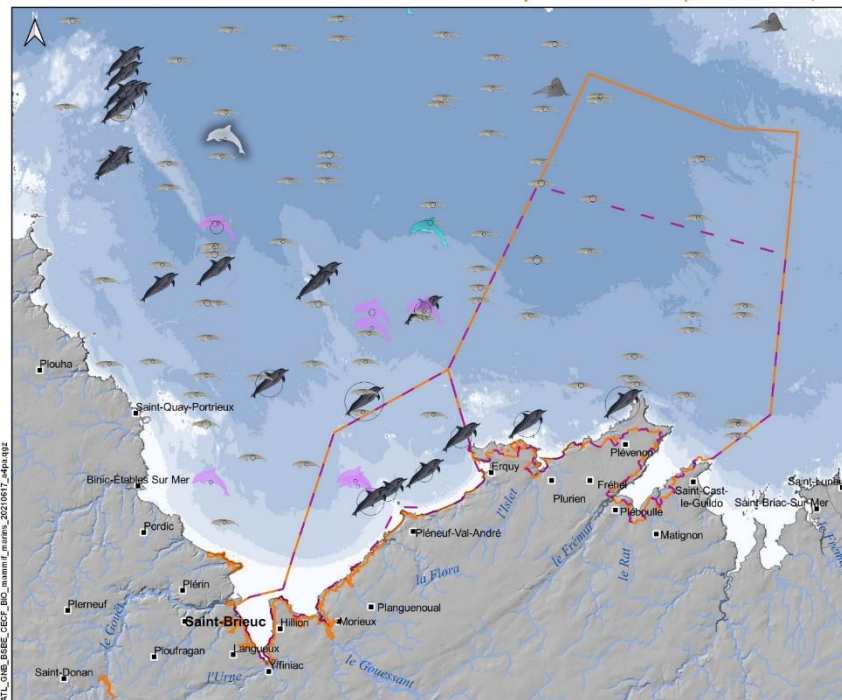 N
Plouha
Saint-Quay-Portrieux
Binic-Étables Sur Mer
Pordic
Plérin
Plerneuf
le Gouët
Saint-Brieuc
Ploufragan
Langueux
Saint-Donan
l'Urne
Yffiniac
Hillion
Morieux
le Gouessant
Planguenoual
la Flora
Pléneuf-Val-André
Erquy
l'Islet
Plurien
Fréhel
Plévenon
Pléboulle
le Frémur
le Rat
Matignon
Saint-Cast-
le-Guildo
Saint-Briac-Sur-Mer
le Frém
ATL_GNB_BSBE_CECF_BIO_mammif_marins_20210617_a4pa.qgz